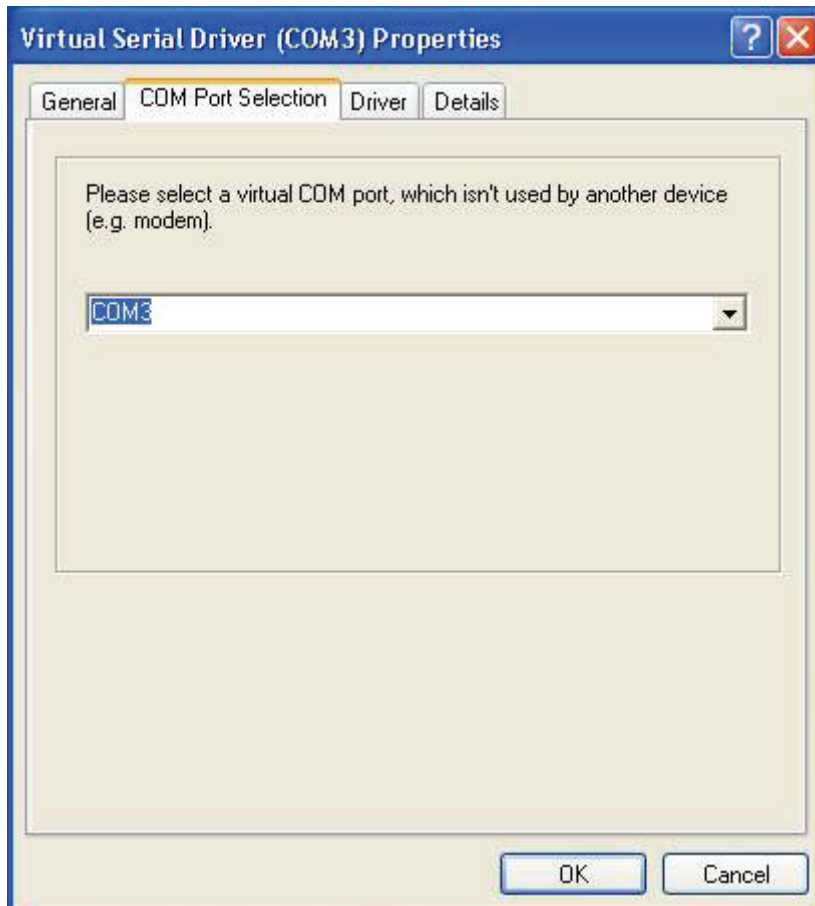 Virtual Serial Driver (COM3) Properties
General COM Port Selection Driver Details
Please select a virtual COM port, which isn't used by another device
(e.g. modem).
COM3
OK Cancel